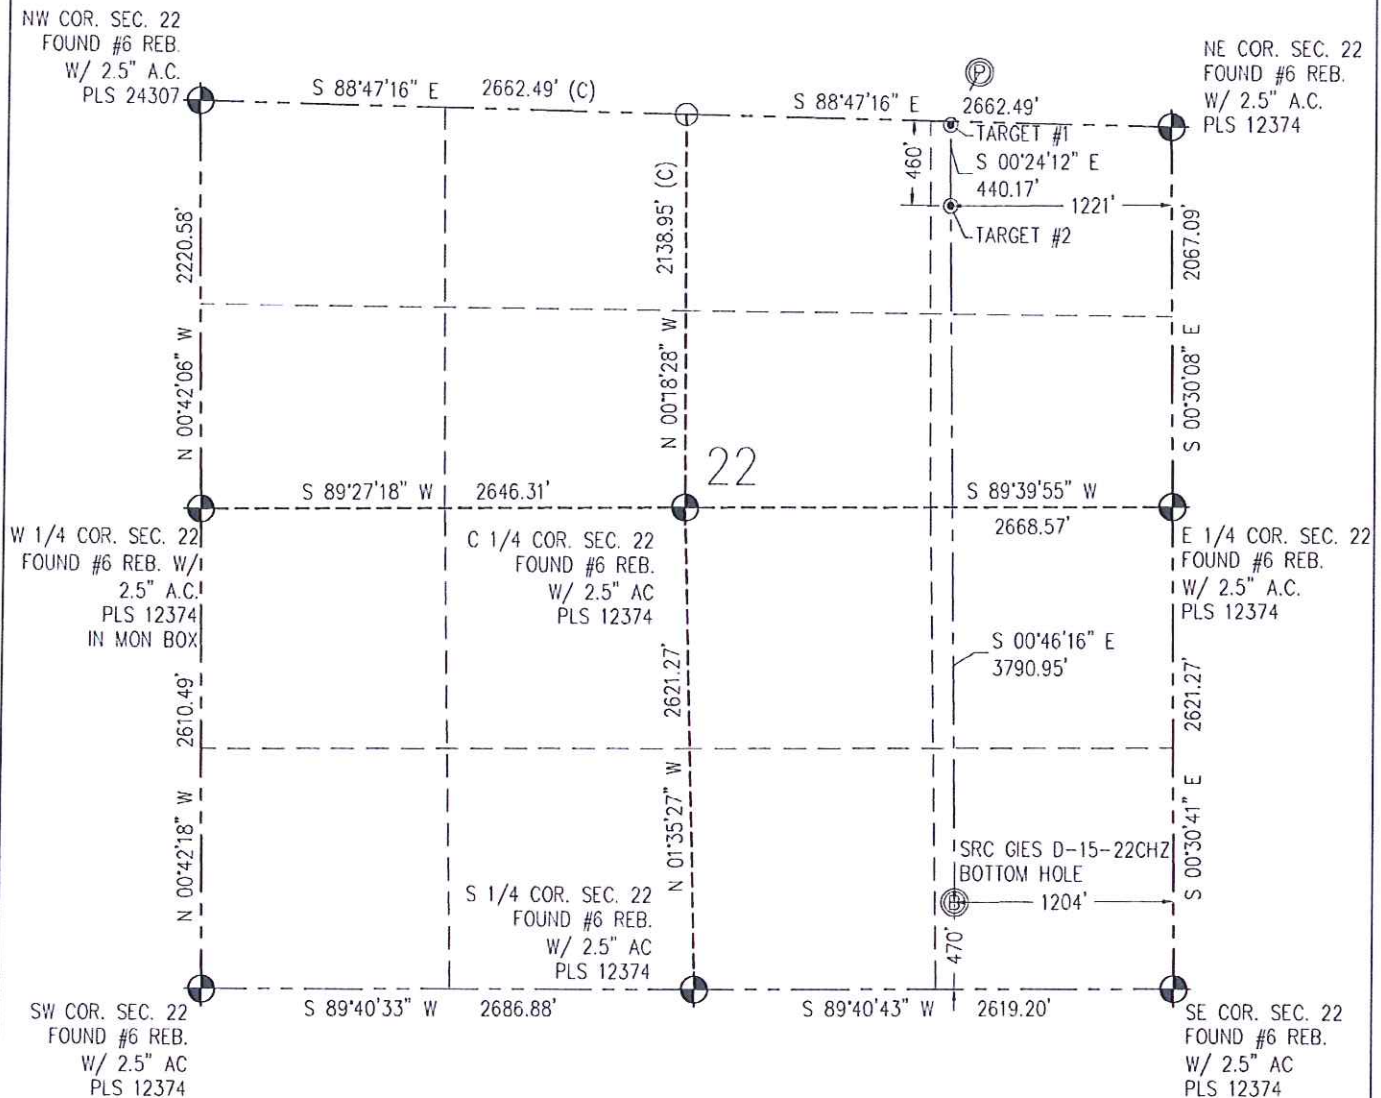 NW COR. SEC. 22
FOUND #6 REB.
W/ 2.5" A.C.
PLS 24307
S 88°47'16" E
2662.49' (C)
S 88°47'16" E
P
2662.49'
NE COR. SEC. 22
FOUND #6 REB.
W/ 2.5" A.C.
PLS 12374
TARGET #1
460'
S 00°24'12" E
440.17'
1221'
TARGET #2
2220.58'
N 00°42'06" W
2138.95' (C)
N 00°18'28" W
2067.09'
S 00°30'08" E
22
S 89°27'18" W
2646.31'
S 89°39'55" W
2668.57'
W 1/4 COR. SEC. 22
FOUND #6 REB. W/
2.5" A.C.
PLS 12374
IN MON BOX
C 1/4 COR. SEC. 22
FOUND #6 REB.
W/ 2.5" AC
PLS 12374
E 1/4 COR. SEC. 22
FOUND #6 REB.
W/ 2.5" A.C.
PLS 12374
S 00°46'16" E
3790.95'
2610.49'
N 00°42'18" W
2621.27'
N 01°35'27" W
2621.27'
S 00°30'41" E
SRC GIES D-15-22CHZ
BOTTOM HOLE
B
1204'
470'
S 1/4 COR. SEC. 22
FOUND #6 REB.
W/ 2.5" AC
PLS 12374
S 89°40'33" W
2686.88'
S 89°40'43" W
2619.20'
SW COR. SEC. 22
FOUND #6 REB.
W/ 2.5" AC
PLS 12374
SE COR. SEC. 22
FOUND #6 REB.
W/ 2.5" AC
PLS 12374